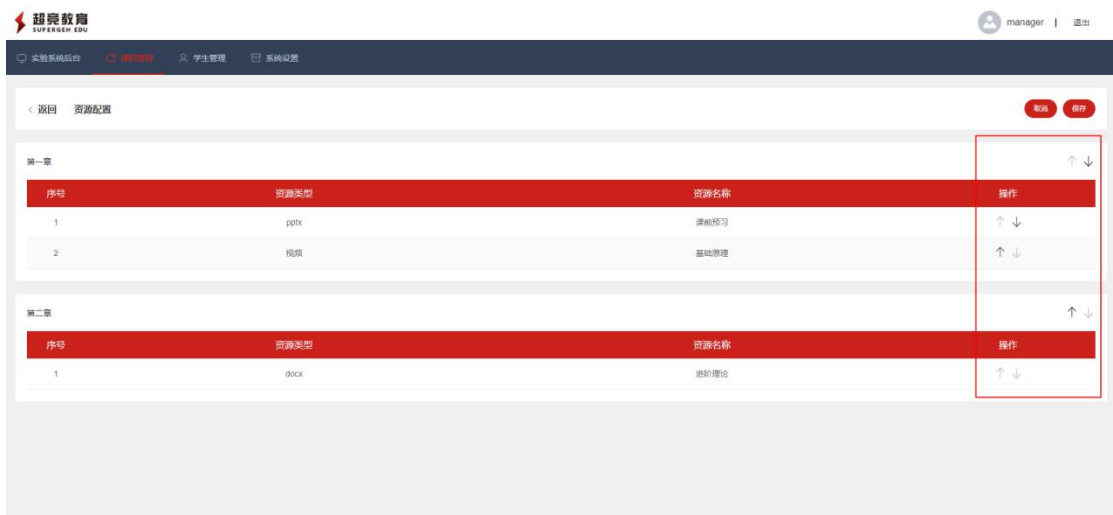 超亮教育
SUPERGEN EDU
manager | 退出
实验系统后台 课程管理 学生管理 系统设置
< 返回 资源配置
取消 保存
第一章
序号 资源类型 资源名称 操作
1 pptx 课前预习
2 视频 基础原理
第二章
序号 资源类型 资源名称 操作
1 docx 进阶理论